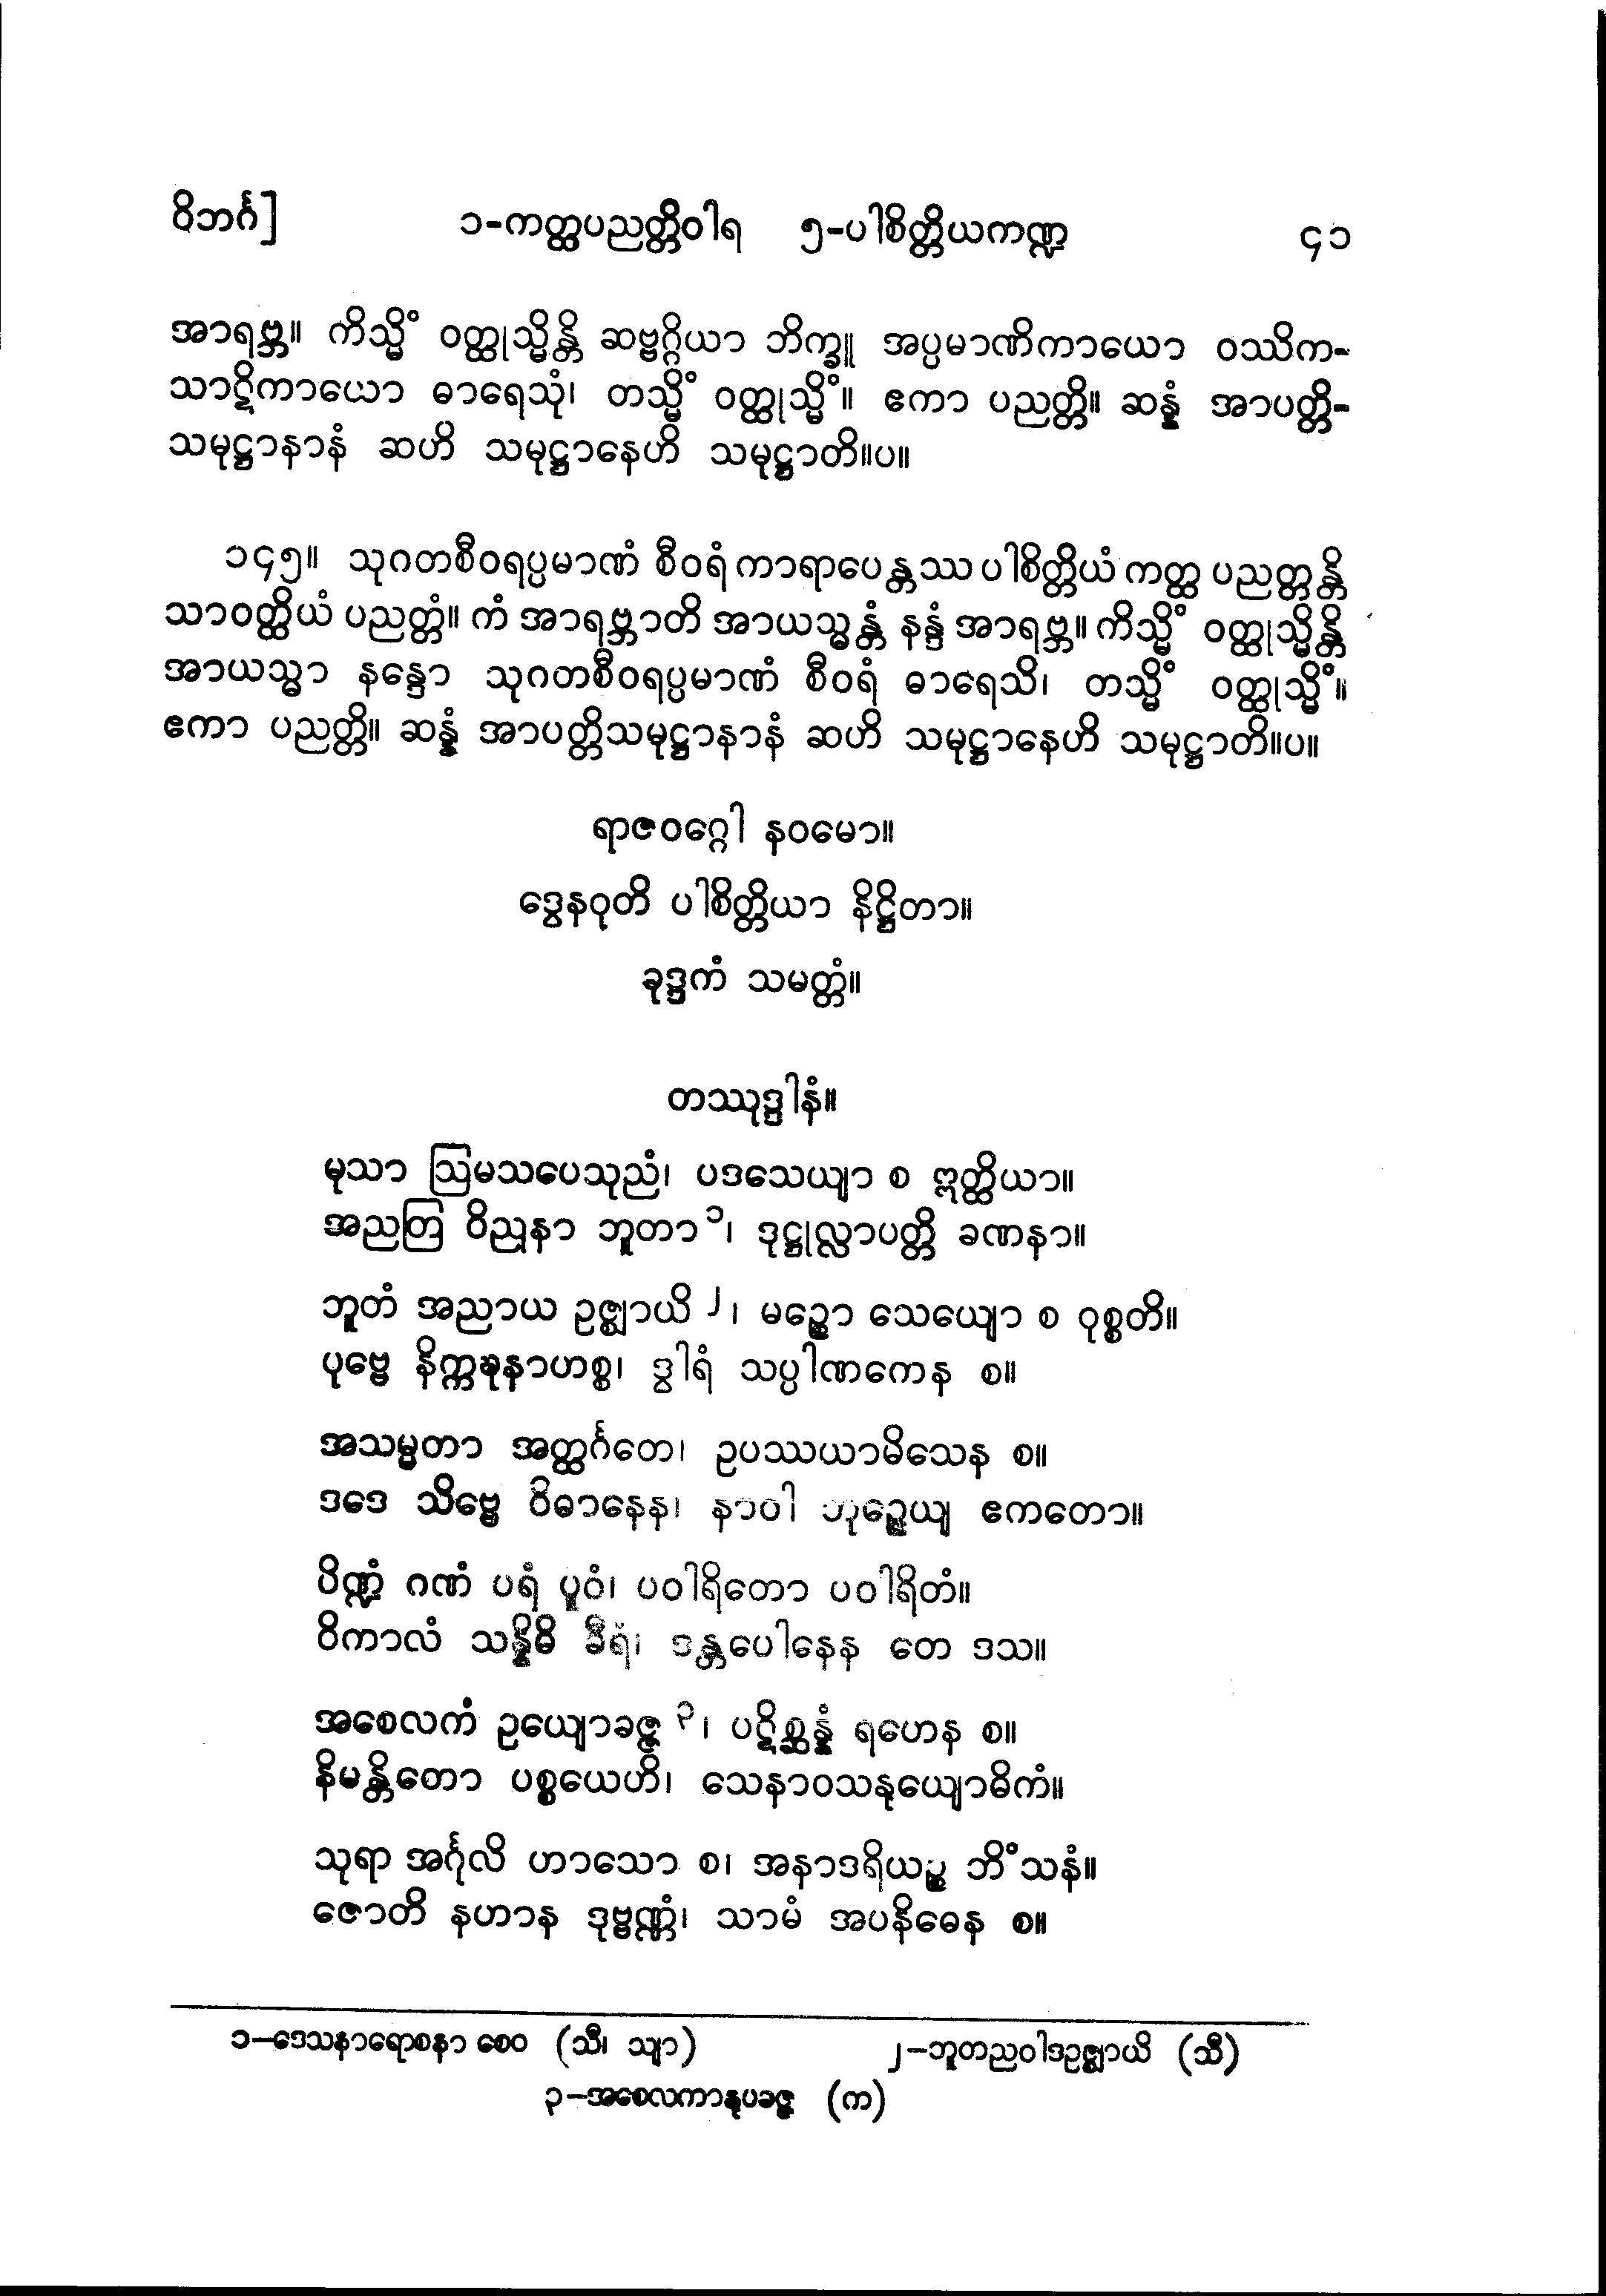 ဝိဘင်္ဂ] ၁-ကတ္ထပညတ္တိဝါရ ၅-ပါစိတ္တိယကဏ္ဍ ၄၁
အာရဗ္ဘ။ ကိသ္မိံ ဝတ္ထုသ္မိန္တိ ဆဗ္ဗဂ္ဂိယာ ဘိက္ခူ အပ္ပမာဏိကာယော ဝဿိက-
သာဋိကာယော ဓာရေသုံ၊ တသ္မိံ ဝတ္ထုသ္မိံ။ ဧကာ ပညတ္တိ။ ဆန္နံ အာပတ္တိ-
သမုဋ္ဌာနာနံ ဆဟိ သမုဋ္ဌာနေဟိ သမုဋ္ဌာတိ။ပ။
၁၄၅။ သုဂတစီဝရပ္ပမာဏံ စီဝရံ ကာရာပေန္တဿ ပါစိတ္တိယံ ကတ္ထ ပညတ္တန္တိ
သာဝတ္ထိယံ ပညတ္တံ။ ကံ အာရဗ္ဘာတိ အာယသ္မန္တံ နန္ဒံ အာရဗ္ဘ။ ကိသ္မိံ ဝတ္ထုသ္မိန္တိ
အာယသ္မာ နန္ဒော သုဂတစီဝရပ္ပမာဏံ စီဝရံ ဓာရေသိ၊ တသ္မိံ ဝတ္ထုသ္မိံ။
ဧကာ ပညတ္တိ။ ဆန္နံ အာပတ္တိသမုဋ္ဌာနာနံ ဆဟိ သမုဋ္ဌာနေဟိ သမုဋ္ဌာတိ။ပ။
ရာဇဝဂ္ဂေါ နဝမော။
ဒွေနဝုတိ ပါစိတ္တိယာ နိဋ္ဌိတာ။
ခုဒ္ဒကံ သမတ္တံ။
တဿုဒ္ဒါနံ။
မုသာ ဩမသပေသုညံ၊ ပဒသေယျာ စ ဣတ္ထိယာ။
အညတြ ဝိညုနာ ဘူတာ ၁၊ ဒုဋ္ဌုလ္လာပတ္တိ ခဏနာ။
ဘူတံ အညာယ ဥဇ္ဈာယိ ၂၊ မဉ္စော သေယျော စ ဝုစ္စတိ။
ပုဗ္ဗေ နိက္ကဍ္ဎနာဟစ္စ၊ ဒွါရံ သပ္ပါဏကေန စ။
အသမ္မတာ အတ္ထင်္ဂတေ၊ ဥပဿယာမိသေန စ။
ဒဒေ သိဗ္ဗေ ဝိဓာနေန၊ နာဝါ ဘုဉ္ဇေယျ ဧကတော။
ပိဏ္ဍံ ဂဏံ ပရံ ပူဝံ၊ ပဝါရိတော ပဝါရိတံ။
ဝိကာလံ သန္နိဓိ ခီရံ၊ ဒန္တပေါနေန တေ ဒသ။
အစေလကံ ဥယျောခဇ္ဇ ၃၊ ပဋိစ္ဆန္နံ ရဟေန စ။
နိမန္တိတော ပစ္စယေဟိ၊ သေနာဝသနုယျောဓိကံ။
သုရာ အင်္ဂုလိ ဟာသော စ၊ အနာဒရိယဉ္စ ဘိံသနံ။
ဇောတိ နဟာန ဒုဗ္ဗဏ္ဏံ၊ သာမံ အပနိဓေန စ။
၁-ဒေသနာရောစနာ စေဝ (သီ၊ သျာ) ၂-ဘူတညဝါဒဥဇ္ဈာယိ (သီ)
၃-အစေလကာနုပခဇ္ဇ (က)